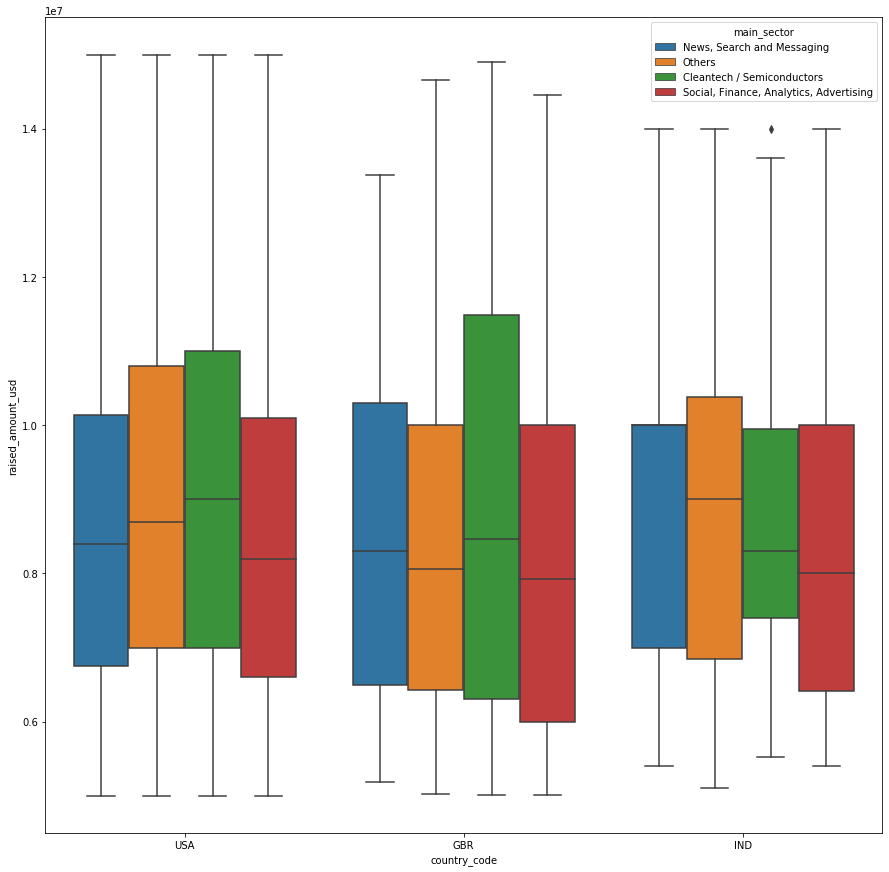 1e7
main_sector
News, Search and Messaging
Others
Cleantech / Semiconductors
Social, Finance, Analytics, Advertising
1.4
1.2
1.0
0.8
0.6
raised_amount_usd
USA GBR IND
country_code